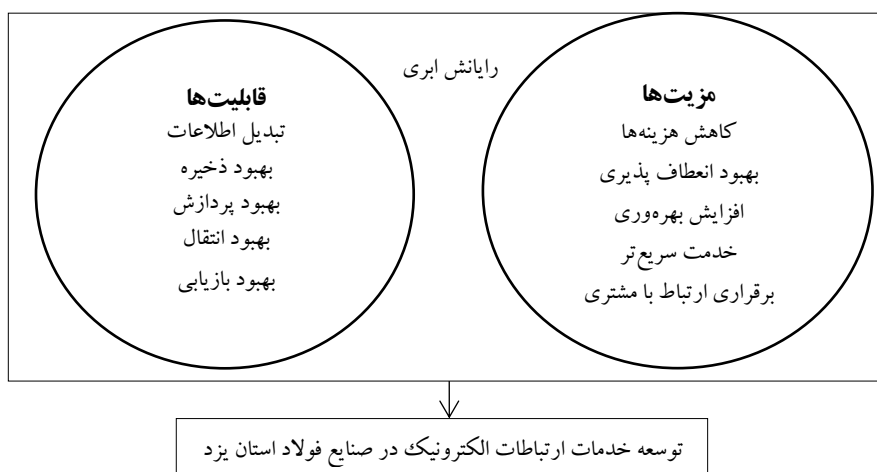 رایانش ابری
مزیت‌ها
کاهش هزینه‌ها
بهبود انعطاف پذیری
افزایش بهره‌وری
خدمت سریع‌تر
برقراری ارتباط با مشتری
قابلیت‌ها
تبدیل اطلاعات
بهبود ذخیره
بهبود پردازش
بهبود انتقال
بهبود بازیابی
توسعه خدمات ارتباطات الکترونیک در صنایع فولاد استان یزد